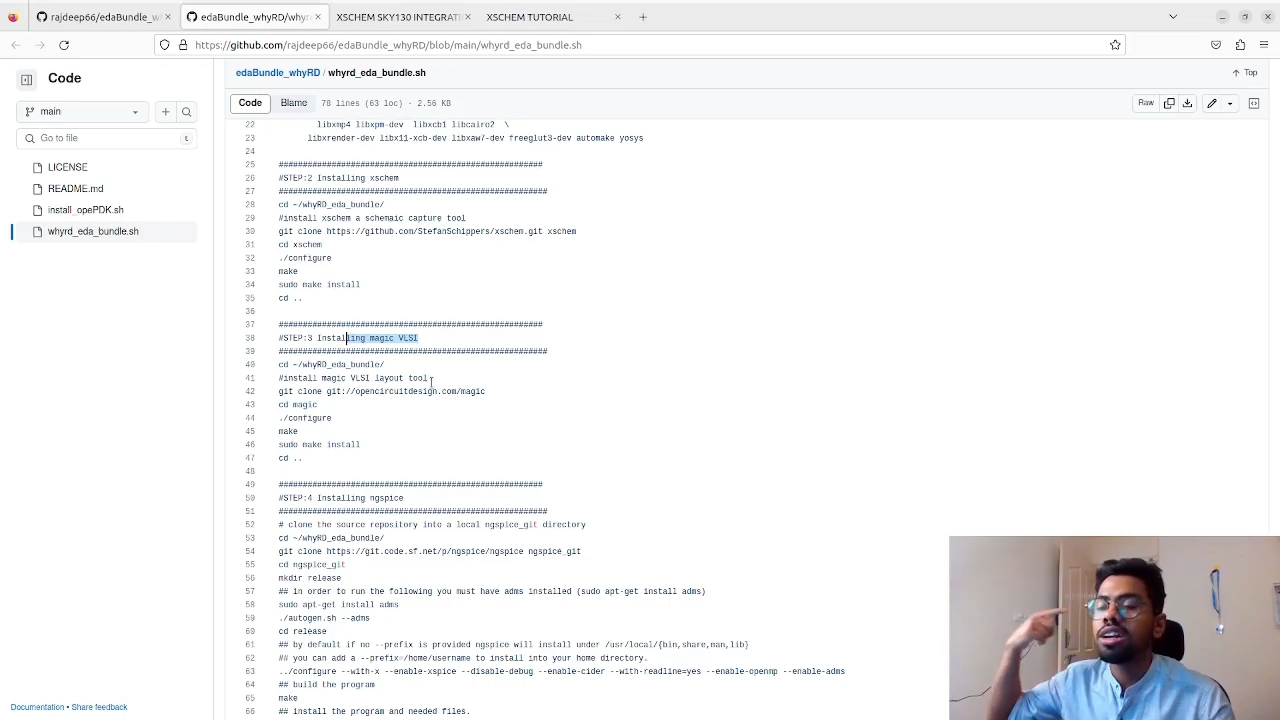 rajdeep66/edaBundle_w
edaBundle_whyRD/whyr
XSCHEM SKY130 INTEGRATI
XSCHEM TUTORIAL
https://github.com/rajdeep66/edaBundle_whyRD/blob/main/whyrd_eda_bundle.sh
Code
main
Go to file
t
LICENSE
README.md
install_opePDK.sh
whyrd_eda_bundle.sh
Documentation • Share feedback
edaBundle_whyRD / whyrd_eda_bundle.sh
Top
Code Blame 78 lines (63 loc) · 2.56 KB
Raw
22 libxmp4 libxpm-dev libxcb1 libcairo2 \
23 libxrender-dev libx11-xcb-dev libxaw7-dev freeglut3-dev automake yosys
24
25 #######################################################
26 #STEP:2 Installing xschem
27 ########################################################
28 cd ~/whyRD_eda_bundle/
29 #install xschem a schemaic capture tool
30 git clone https://github.com/StefanSchippers/xschem.git xschem
31 cd xschem
32 ./configure
33 make
34 sudo make install
35 cd ..
36
37 #######################################################
38 #STEP:3 Installing magic VLSI
39 ########################################################
40 cd ~/whyRD_eda_bundle/
41 #install magic VLSI layout tool
42 git clone git://opencircuitdesign.com/magic
43 cd magic
44 ./configure
45 make
46 sudo make install
47 cd ..
48
49 #######################################################
50 #STEP:4 Installing ngspice
51 ########################################################
52 # clone the source repository into a local ngspice_git directory
53 cd ~/whyRD_eda_bundle/
54 git clone https://git.code.sf.net/p/ngspice/ngspice ngspice_git
55 cd ngspice_git
56 mkdir release
57 ## in order to run the following you must have adms installed (sudo apt-get install adms)
58 sudo apt-get install adms
59 ./autogen.sh --adms
60 cd release
61 ## by default if no --prefix is provided ngspice will install under /usr/local/{bin,share,man,lib}
62 ## you can add a --prefix=/home/username to install into your home directory.
63 ../configure --with-x --enable-xspice --disable-debug --enable-cider --with-readline=yes --enable-openmp --enable-adms
64 ## build the program
65 make
66 ## install the program and needed files.